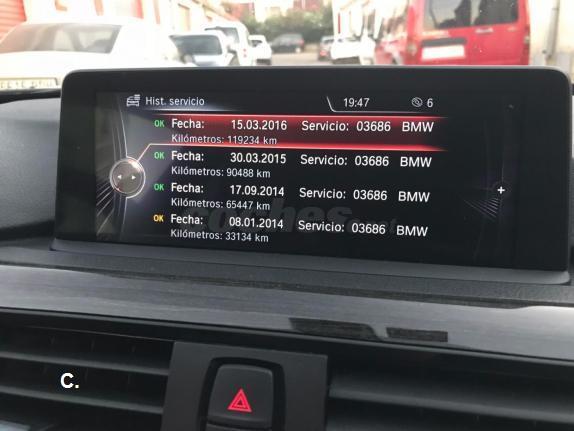 Hist. servicio
19:47
6
OK Fecha: 15.03.2016 Servicio: 03686 BMW
Kilómetros: 119234 km
OK Fecha: 30.03.2015 Servicio: 03686 BMW
Kilómetros: 90488 km
OK Fecha: 17.09.2014 Servicio: 03686 BMW
Kilómetros: 65447 km
OK Fecha: 08.01.2014 Servicio: 03686 BMW
Kilómetros: 33134 km
coches.net
C.